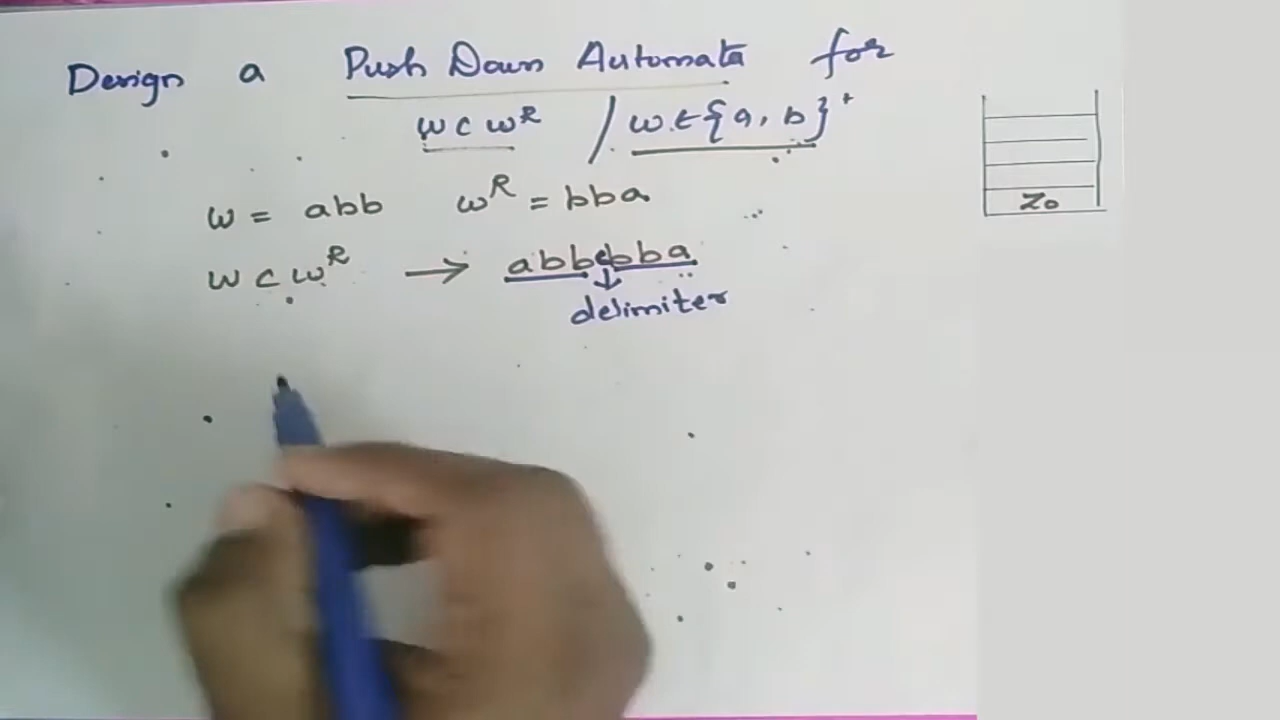 Design a Push Down Automata for
wcw^R / w ∈ {a, b}^+
w = abb w^R = bba
wcw^R → abbcbba
delimiter
Z0